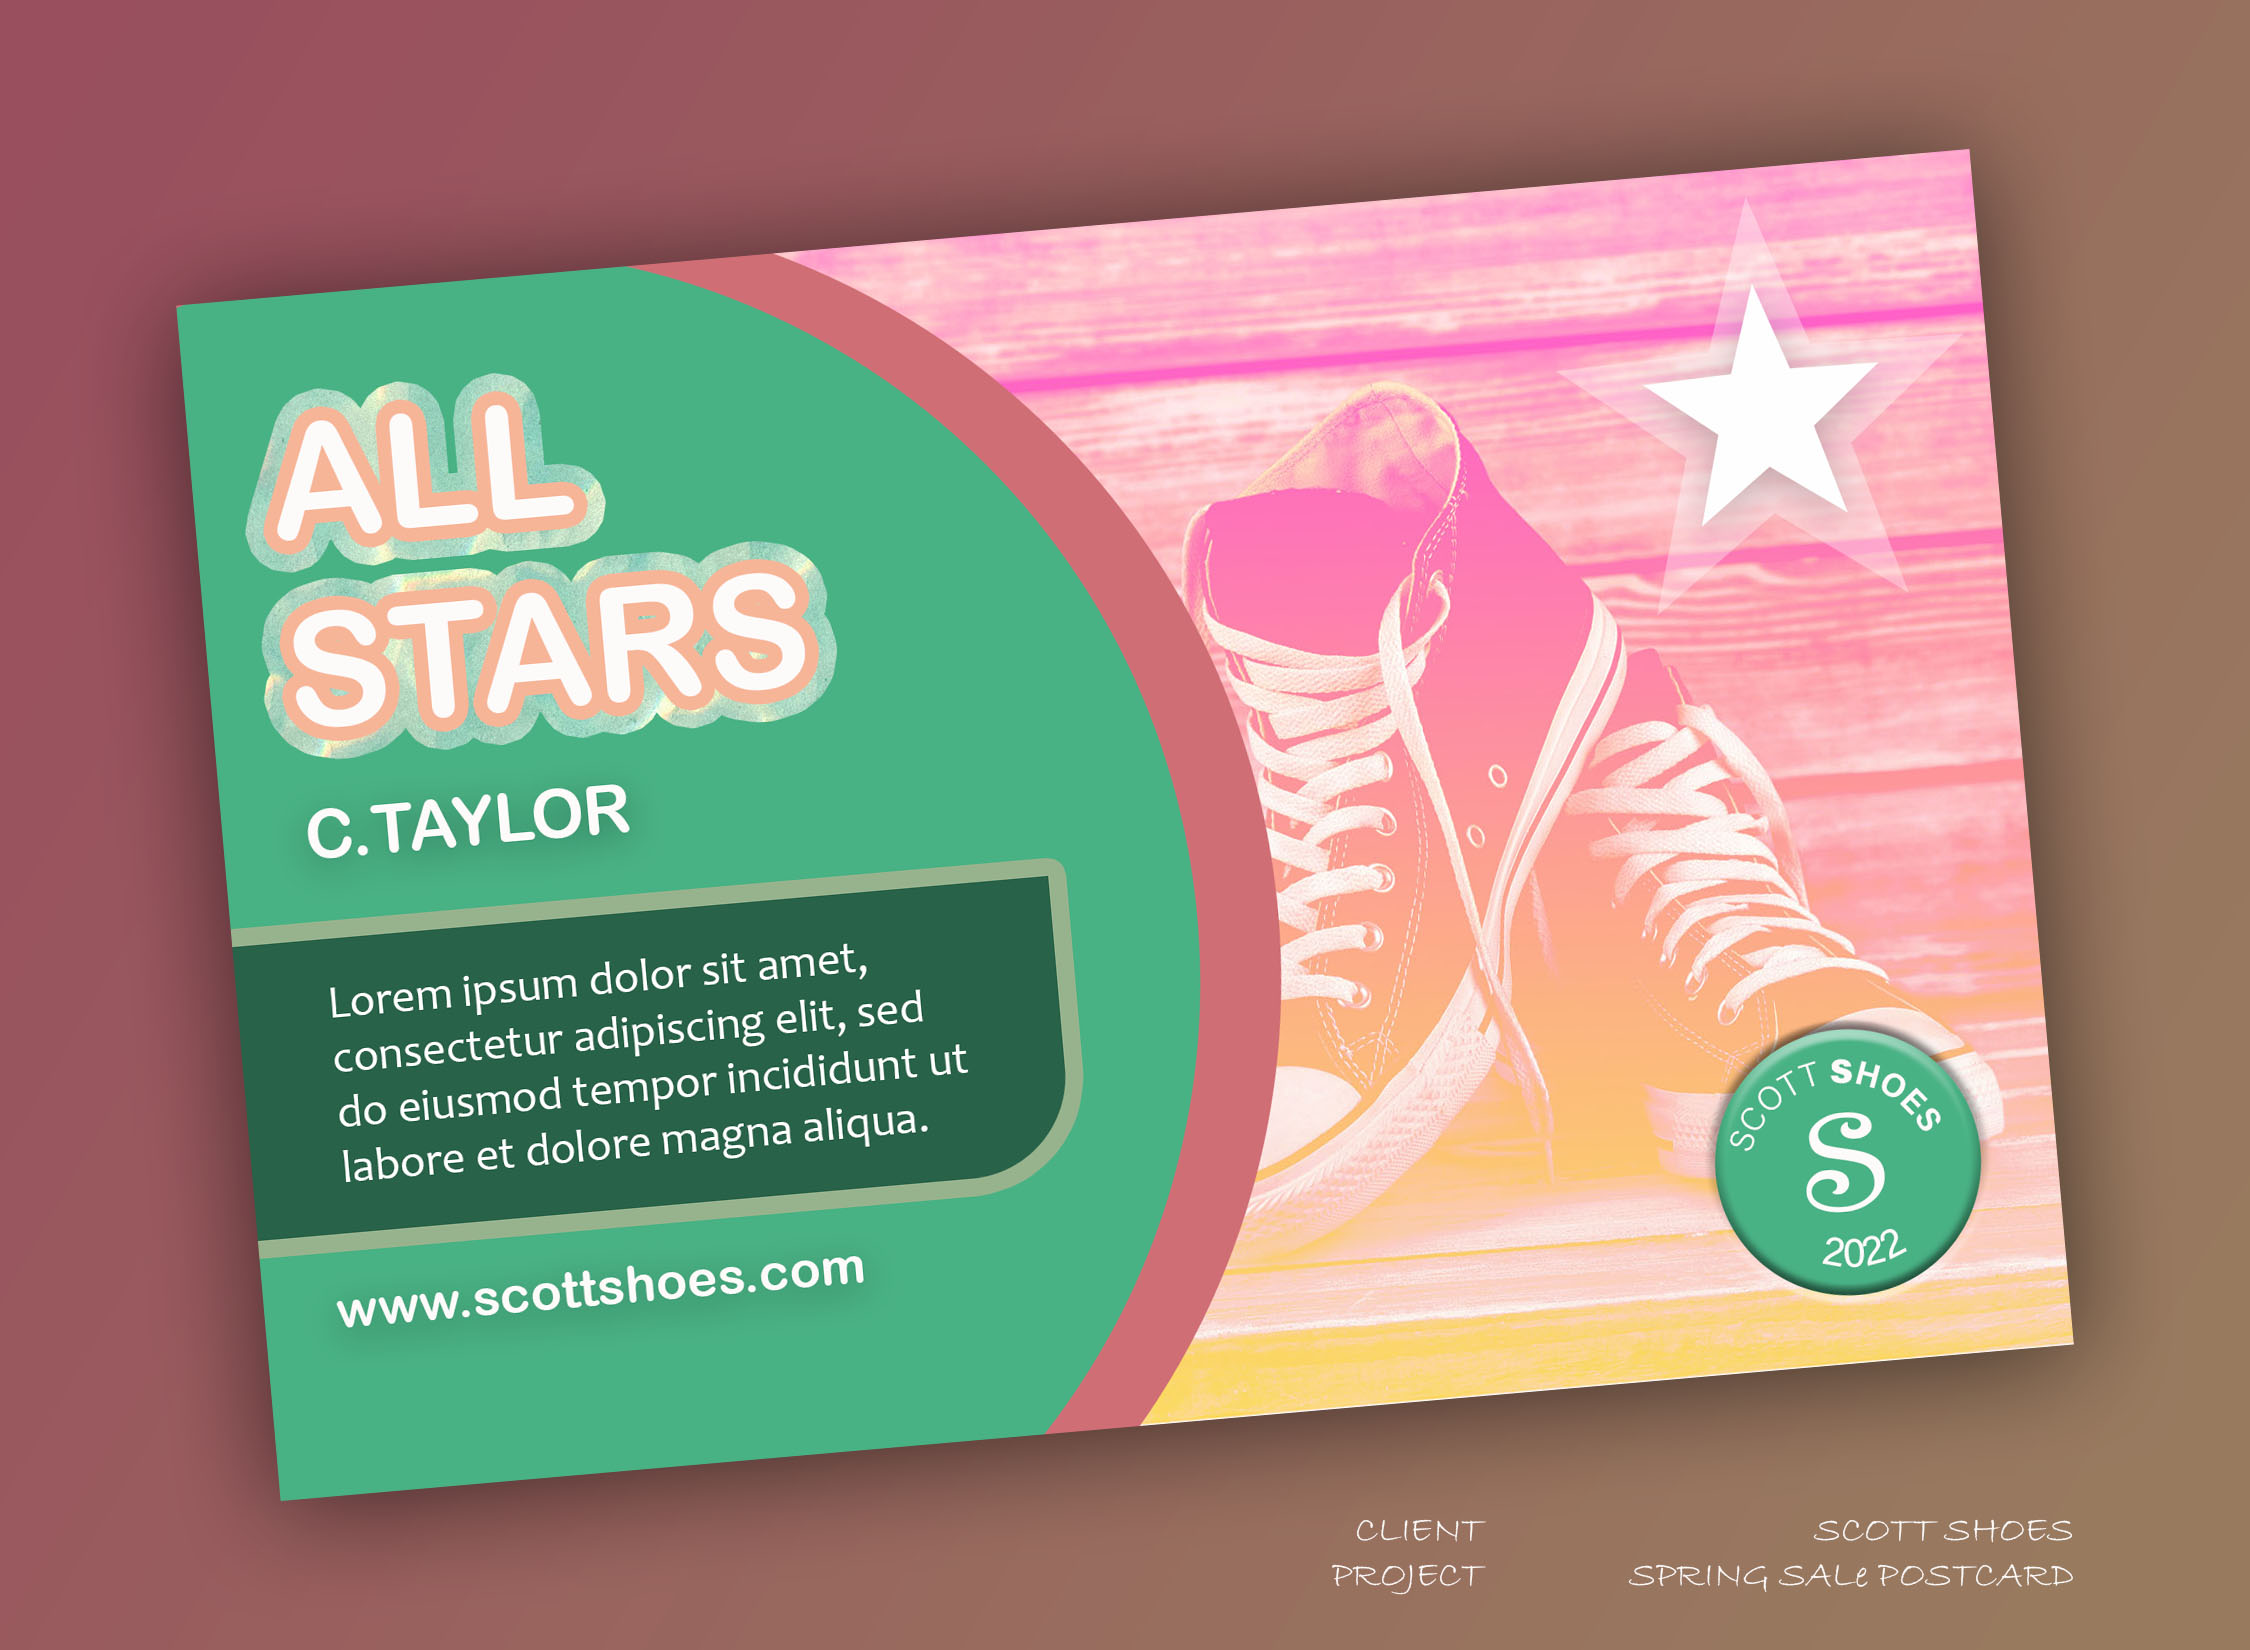 ALL
STARS
C.TAYLOR
Lorem ipsum dolor sit amet,
consectetur adipiscing elit, sed
do eiusmod tempor incididunt ut
labore et dolore magna aliqua.
www.scottshoes.com
SCOTT SHOES
S
2022
CLIENT SCOTT SHOES
PROJECT SPRING SALe POSTCARD